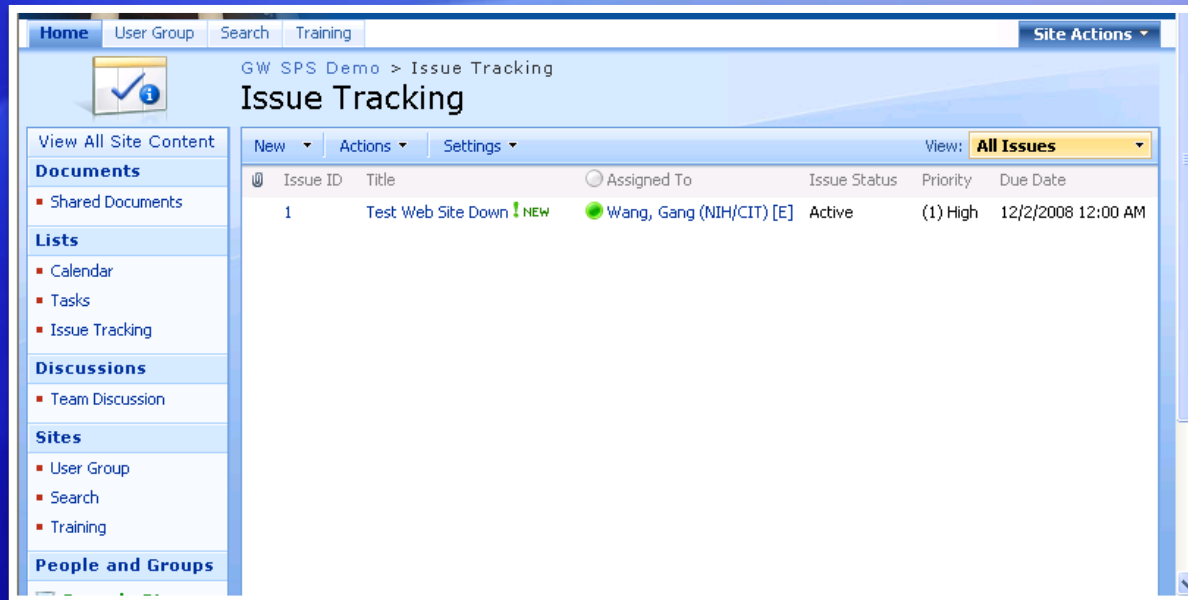 Home User Group Search Training Site Actions
GW SPS Demo > Issue Tracking
Issue Tracking
View All Site Content
New Actions Settings View: All Issues
Documents
Shared Documents
Lists
Calendar
Tasks
Issue Tracking
Discussions
Team Discussion
Sites
User Group
Search
Training
People and Groups
Issue ID Title Assigned To Issue Status Priority Due Date
1 Test Web Site Down ! NEW Wang, Gang (NIH/CIT) [E] Active (1) High 12/2/2008 12:00 AM